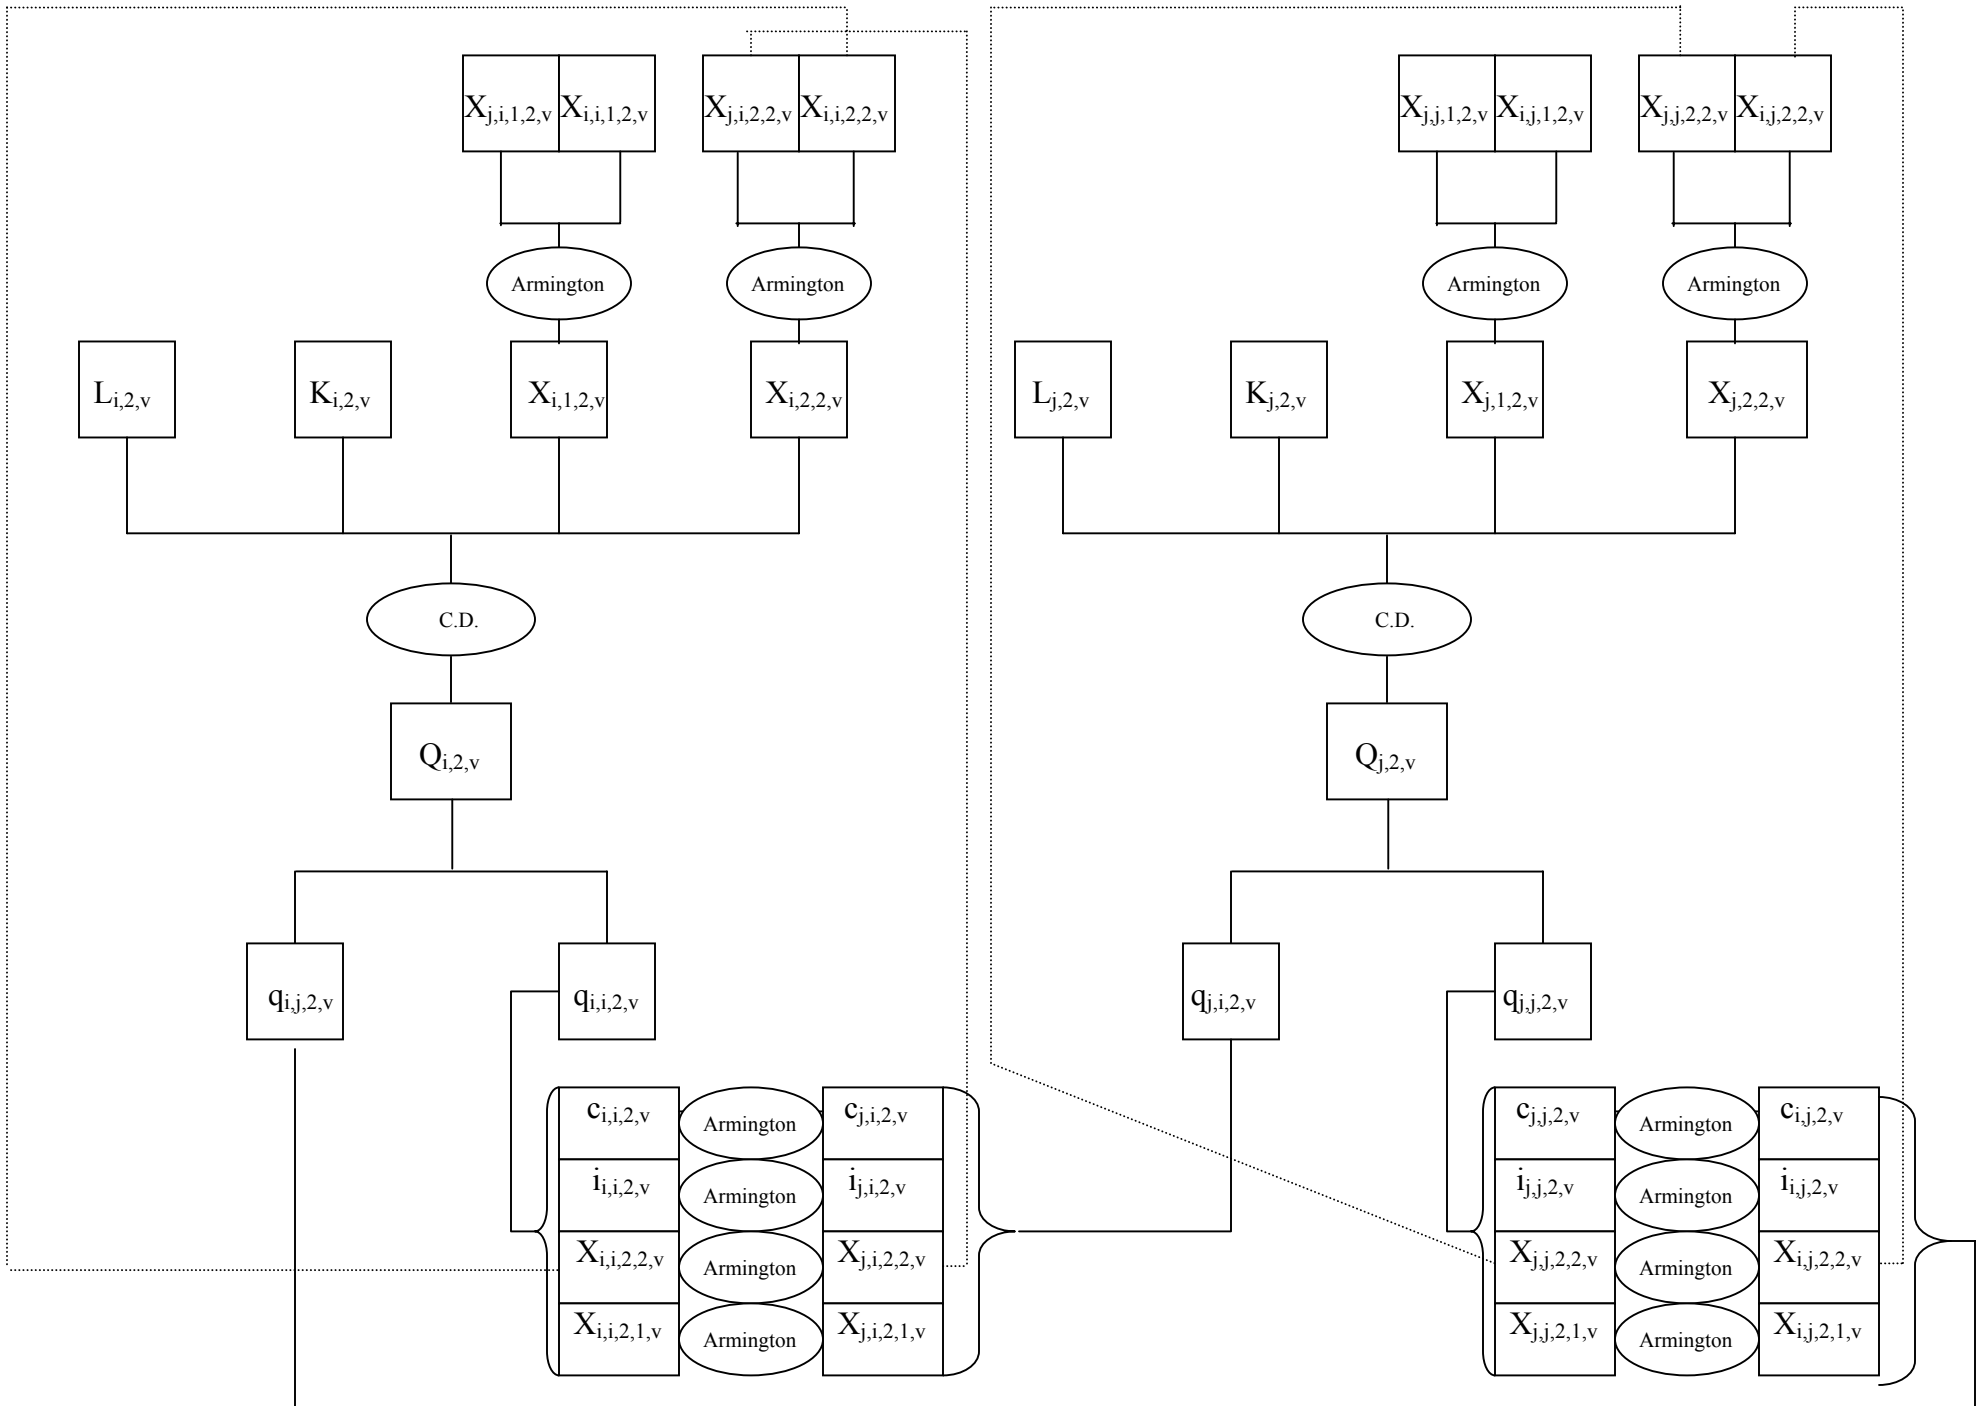 Xj,i,1,2,v Xi,i,1,2,v Xj,i,2,2,v Xi,i,2,2,v Xj,j,1,2,v Xi,j,1,2,v Xj,j,2,2,v Xi,j,2,2,v
Armington Armington Armington Armington
Li,2,v Ki,2,v Xi,1,2,v Xi,2,2,v Lj,2,v Kj,2,v Xj,1,2,v Xj,2,2,v
C.D. C.D.
Qi,2,v Qj,2,v
qi,j,2,v qi,i,2,v qj,i,2,v qj,j,2,v
ci,i,2,v Armington cj,i,2,v cj,j,2,v Armington ci,j,2,v
ii,i,2,v Armington ij,i,2,v ij,j,2,v Armington ii,j,2,v
Xi,i,2,2,v Armington Xj,i,2,2,v Xj,j,2,2,v Armington Xi,j,2,2,v
Xi,i,2,1,v Armington Xj,i,2,1,v Xj,j,2,1,v Armington Xi,j,2,1,v